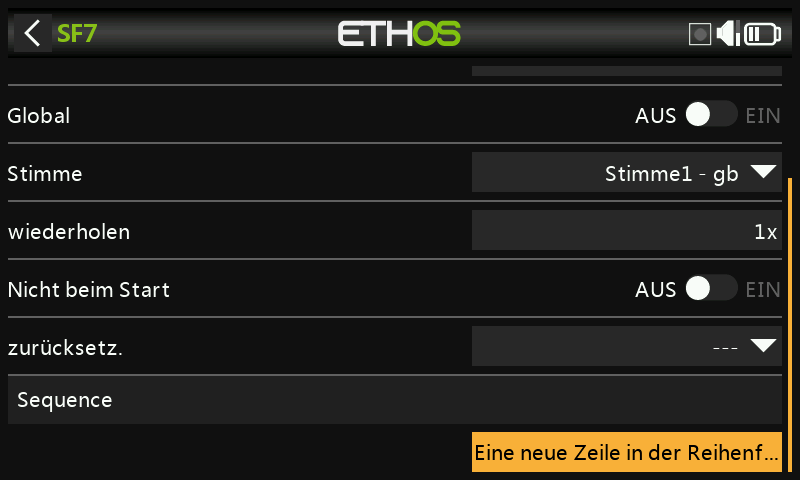 SF7
ETHOS
Global
AUS EIN
Stimme
Stimme1 - gb
wiederholen
1x
Nicht beim Start
AUS EIN
zurücksetz.
---
Sequence
Eine neue Zeile in der Reihenf...